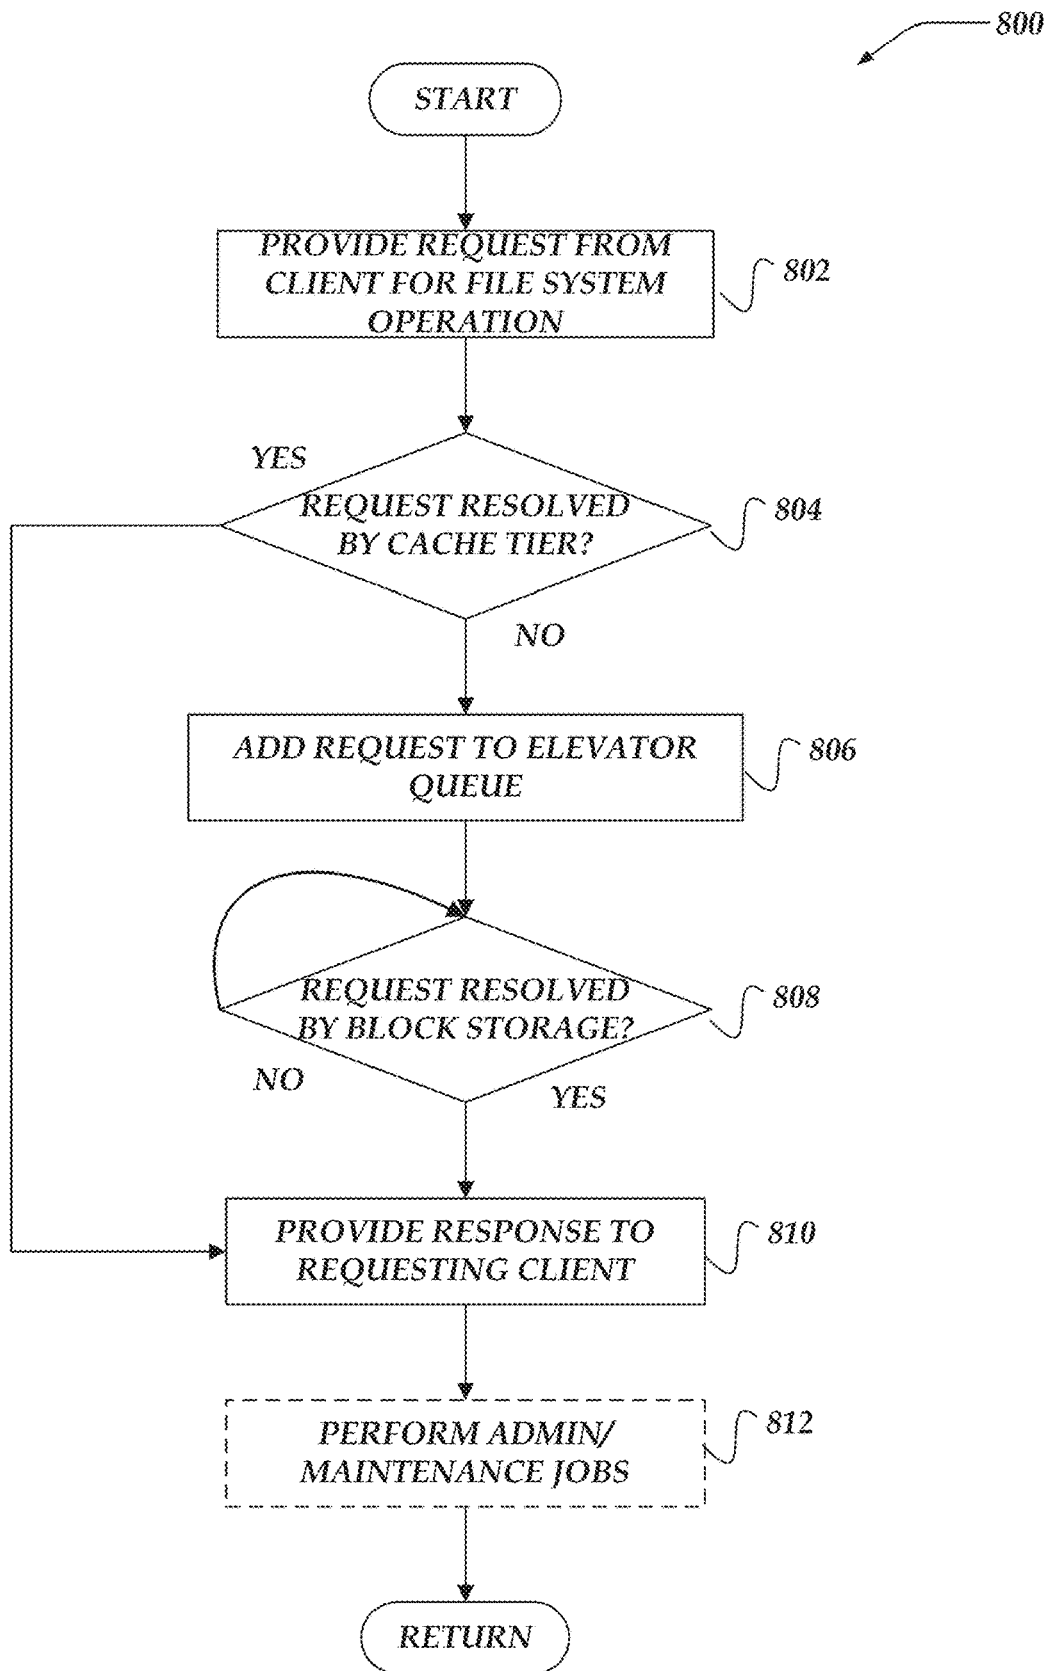 800
START
PROVIDE REQUEST FROM
CLIENT FOR FILE SYSTEM
OPERATION
802
YES
REQUEST RESOLVED
BY CACHE TIER?
804
NO
ADD REQUEST TO ELEVATOR
QUEUE
806
REQUEST RESOLVED
BY BLOCK STORAGE?
808
NO
YES
PROVIDE RESPONSE TO
REQUESTING CLIENT
810
PERFORM ADMIN/
MAINTENANCE JOBS
812
RETURN